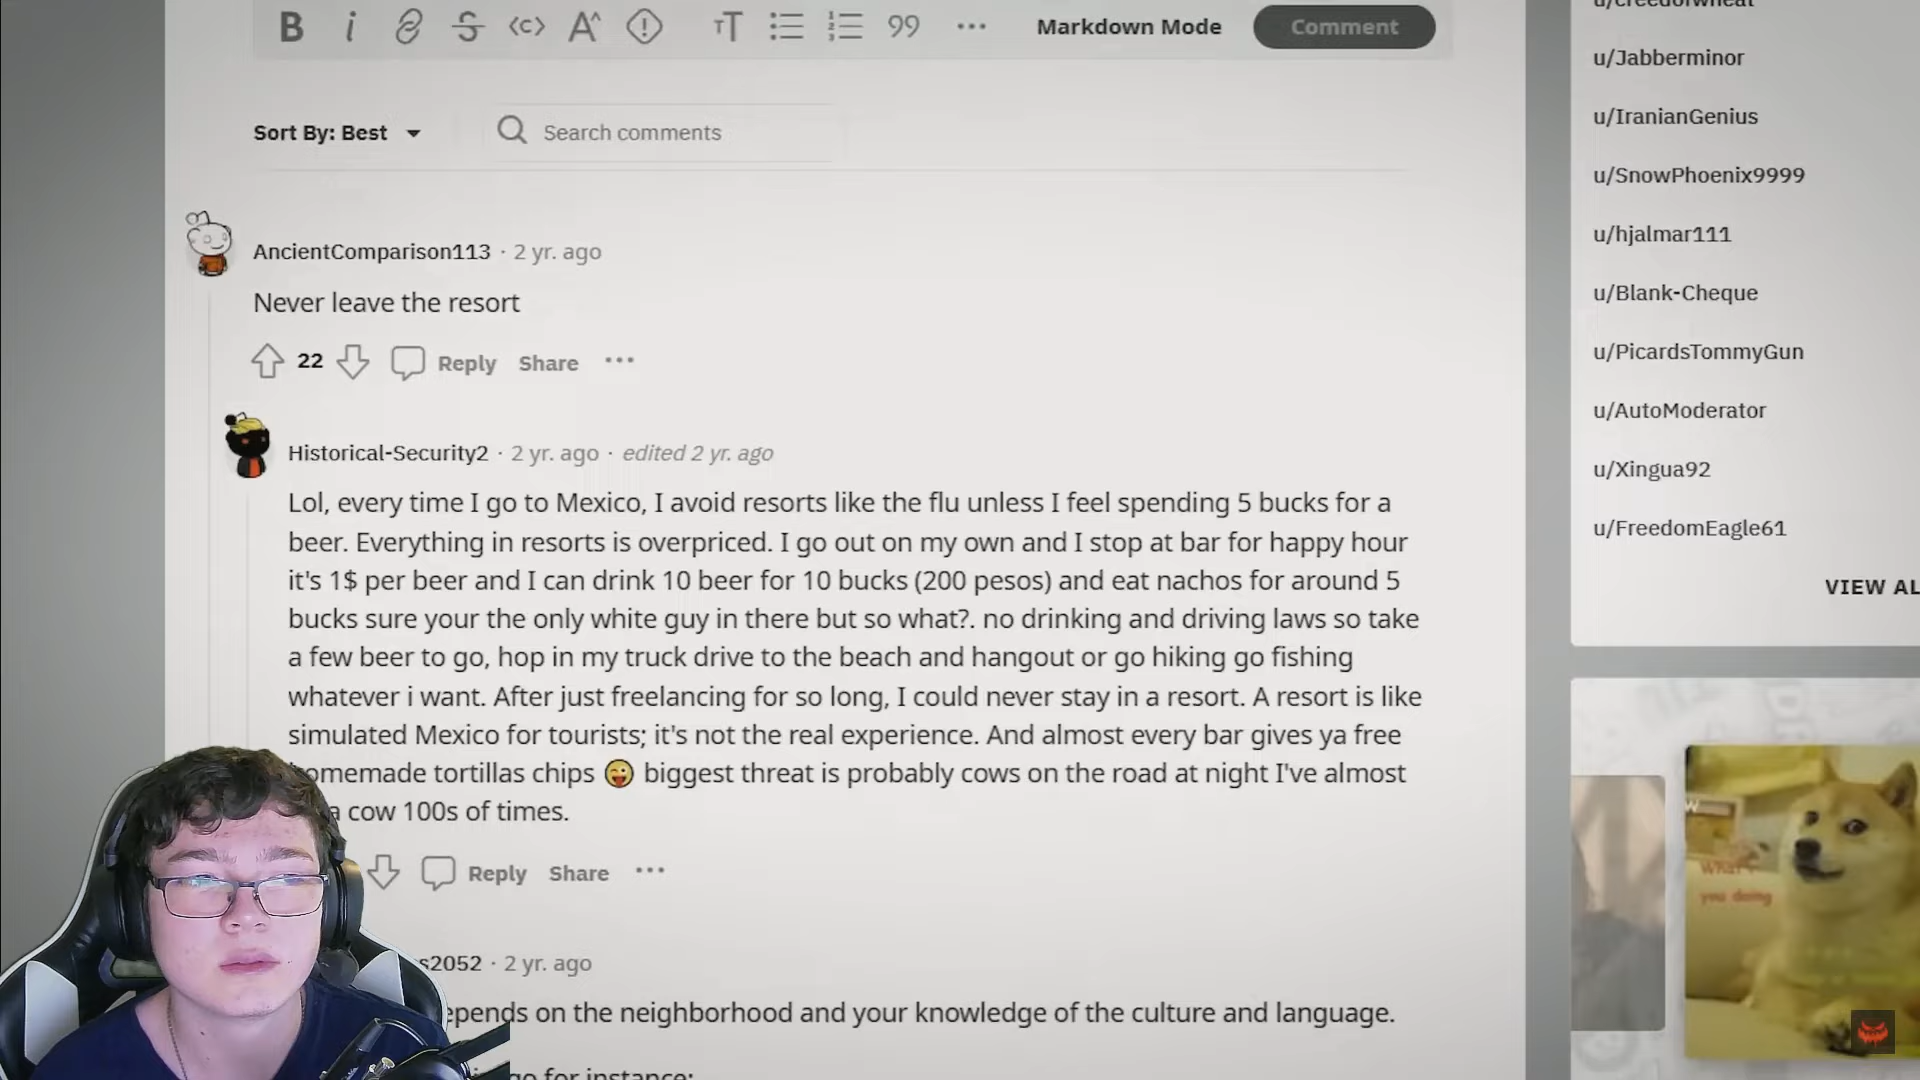 B i <c> A^ TT 99 ... Markdown Mode Comment
Sort By: Best Search comments
AncientComparison113 · 2 yr. ago
Never leave the resort
22 Reply Share ...
Historical-Security2 · 2 yr. ago · edited 2 yr. ago
Lol, every time I go to Mexico, I avoid resorts like the flu unless I feel spending 5 bucks for a
beer. Everything in resorts is overpriced. I go out on my own and I stop at bar for happy hour
it's 1$ per beer and I can drink 10 beer for 10 bucks (200 pesos) and eat nachos for around 5
bucks sure your the only white guy in there but so what?. no drinking and driving laws so take
a few beer to go, hop in my truck drive to the beach and hangout or go hiking go fishing
whatever i want. After just freelancing for so long, I could never stay in a resort. A resort is like
simulated Mexico for tourists; it's not the real experience. And almost every bar gives ya free
omemade tortillas chips 😜 biggest threat is probably cows on the road at night I've almost
a cow 100s of times.
Reply Share ...
s2052 · 2 yr. ago
epends on the neighborhood and your knowledge of the culture and language.
go for instance:
u/Jabberminor
u/IranianGenius
u/SnowPhoenix9999
u/hjalmar111
u/Blank-Cheque
u/PicardsTommyGun
u/AutoModerator
u/Xingua92
u/FreedomEagle61
VIEW AL
W
What r
you doing